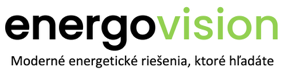 energovision
Moderné energetické riešenia, ktoré hľadáte